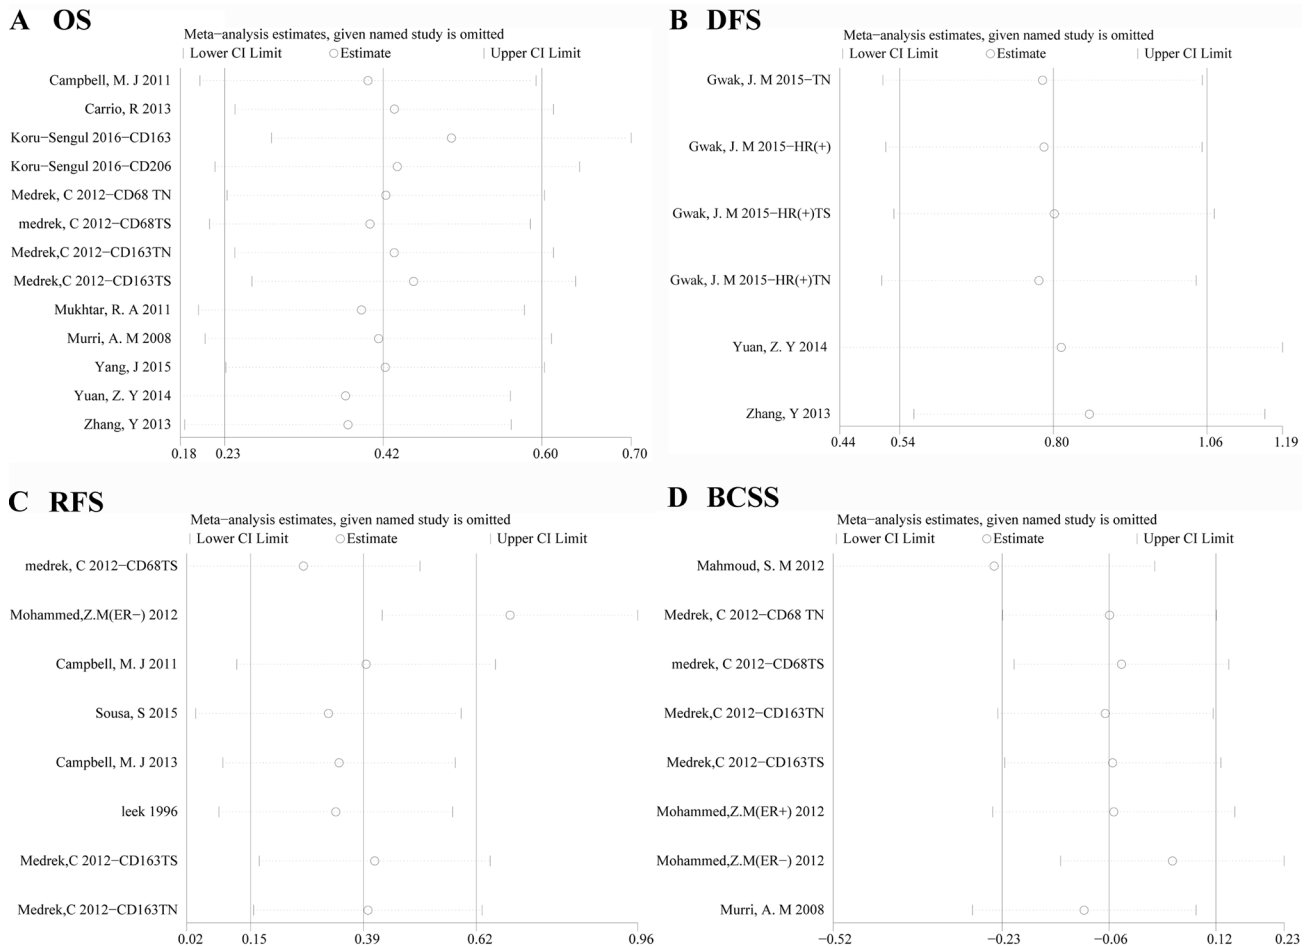 A OS
Meta−analysis estimates, given named study is omitted
Lower CI Limit Estimate Upper CI Limit
Campbell, M. J 2011
Carrio, R 2013
Koru−Sengul 2016−CD163
Koru−Sengul 2016−CD206
Medrek, C 2012−CD68 TN
medrek, C 2012−CD68TS
Medrek,C 2012−CD163TN
Medrek,C 2012−CD163TS
Mukhtar, R. A 2011
Murri, A. M 2008
Yang, J 2015
Yuan, Z. Y 2014
Zhang, Y 2013
0.18 0.23 0.42 0.60 0.70
B DFS
Meta−analysis estimates, given named study is omitted
Lower CI Limit Estimate Upper CI Limit
Gwak, J. M 2015−TN
Gwak, J. M 2015−HR(+)
Gwak, J. M 2015−HR(+)TS
Gwak, J. M 2015−HR(+)TN
Yuan, Z. Y 2014
Zhang, Y 2013
0.44 0.54 0.80 1.06 1.19
C RFS
Meta−analysis estimates, given named study is omitted
Lower CI Limit Estimate Upper CI Limit
medrek, C 2012−CD68TS
Mohammed,Z.M(ER−) 2012
Campbell, M. J 2011
Sousa, S 2015
Campbell, M. J 2013
leek 1996
Medrek,C 2012−CD163TS
Medrek,C 2012−CD163TN
0.02 0.15 0.39 0.62 0.96
D BCSS
Meta−analysis estimates, given named study is omitted
Lower CI Limit Estimate Upper CI Limit
Mahmoud, S. M 2012
Medrek, C 2012−CD68 TN
medrek, C 2012−CD68TS
Medrek,C 2012−CD163TN
Medrek,C 2012−CD163TS
Mohammed,Z.M(ER+) 2012
Mohammed,Z.M(ER−) 2012
Murri, A. M 2008
−0.52 −0.23 −0.06 0.12 0.23